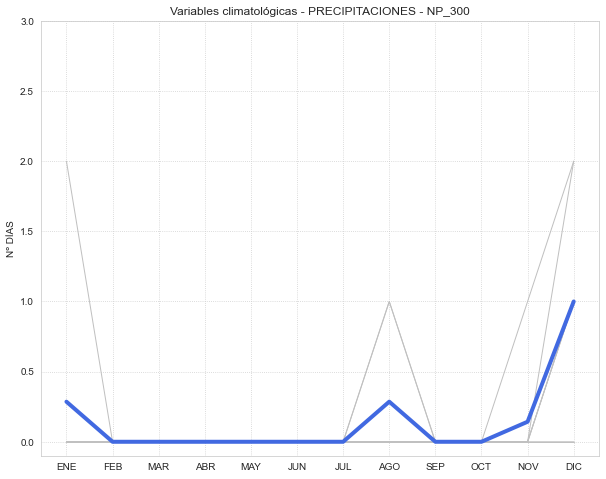 Variables climatológicas - PRECIPITACIONES - NP_300
3.0
2.5
2.0
1.5
1.0
0.5
0.0
Nº DÍAS
ENE FEB MAR ABR MAY JUN JUL AGO SEP OCT NOV DIC